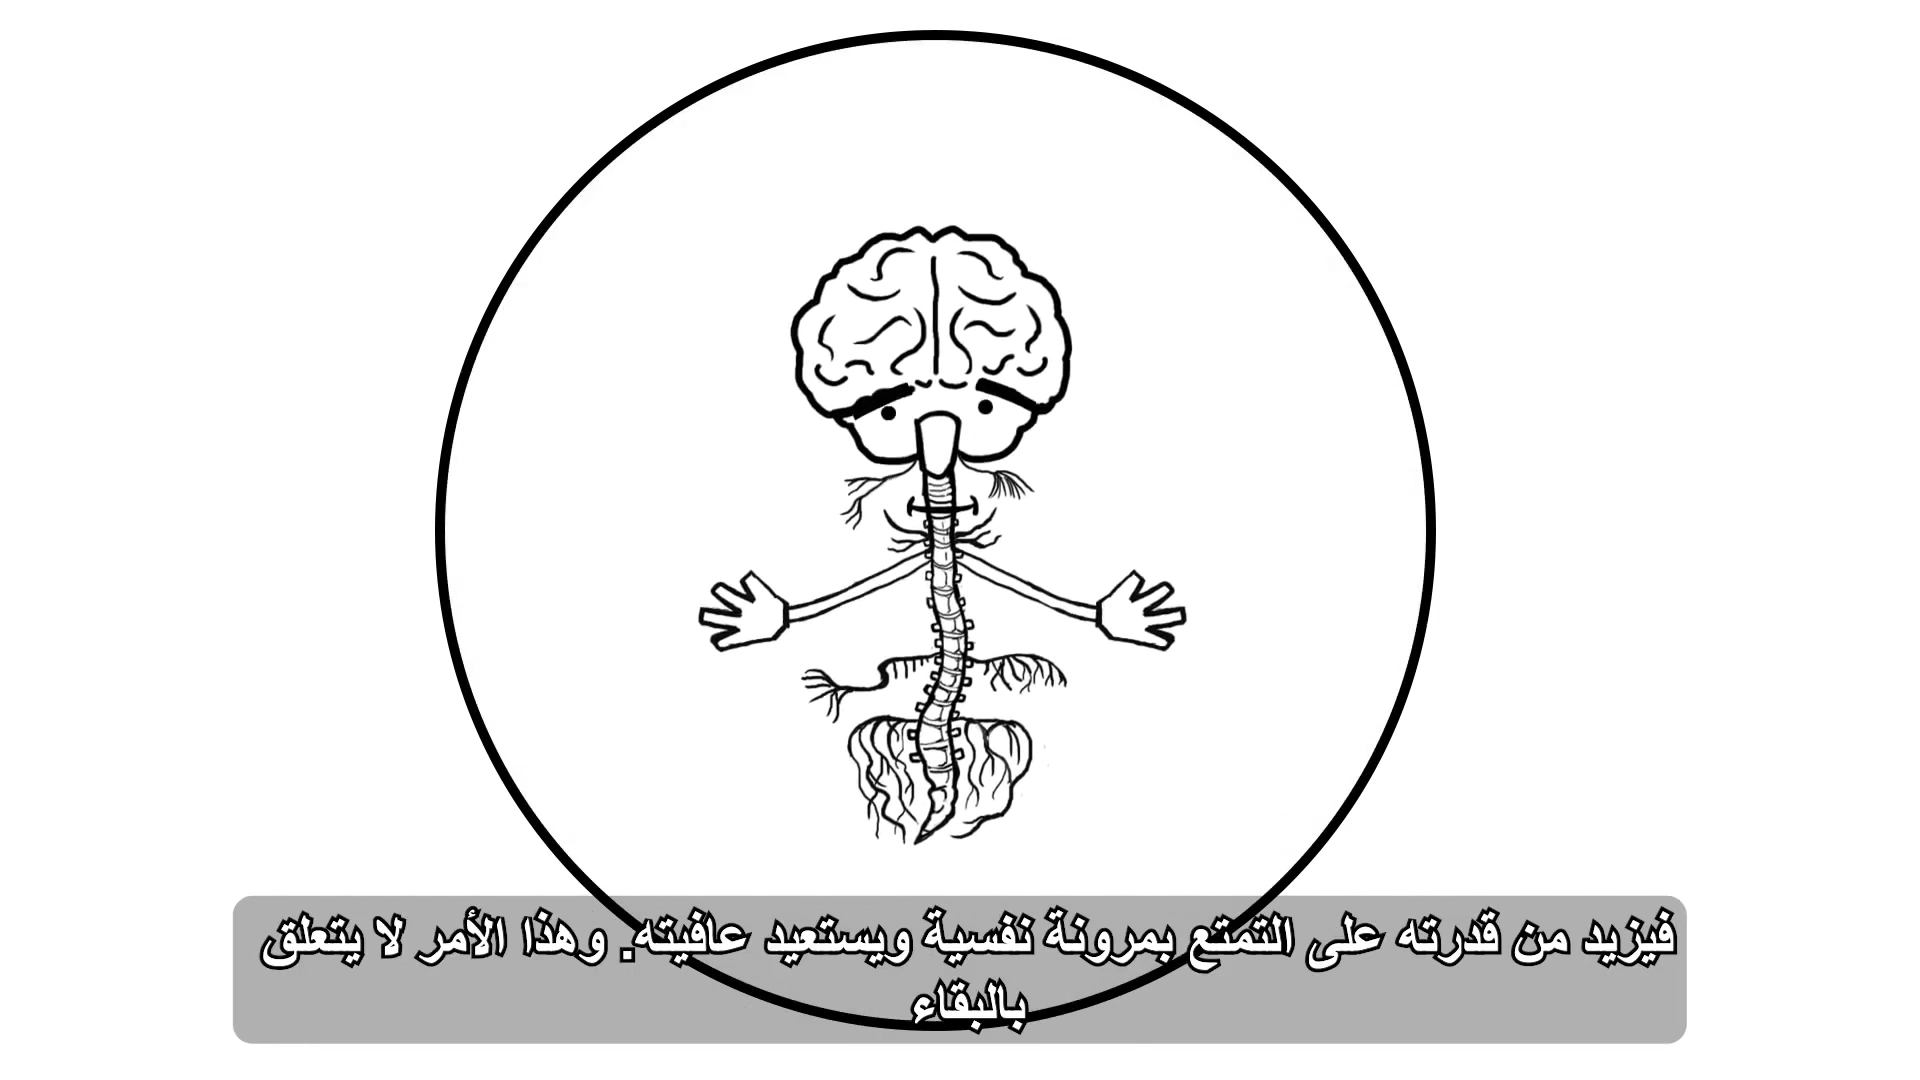 فيزيد من قدرته على التمتع بمرونة نفسية ويستعيد عافيته. وهذا الأمر لا يتعلق
بالبقاء